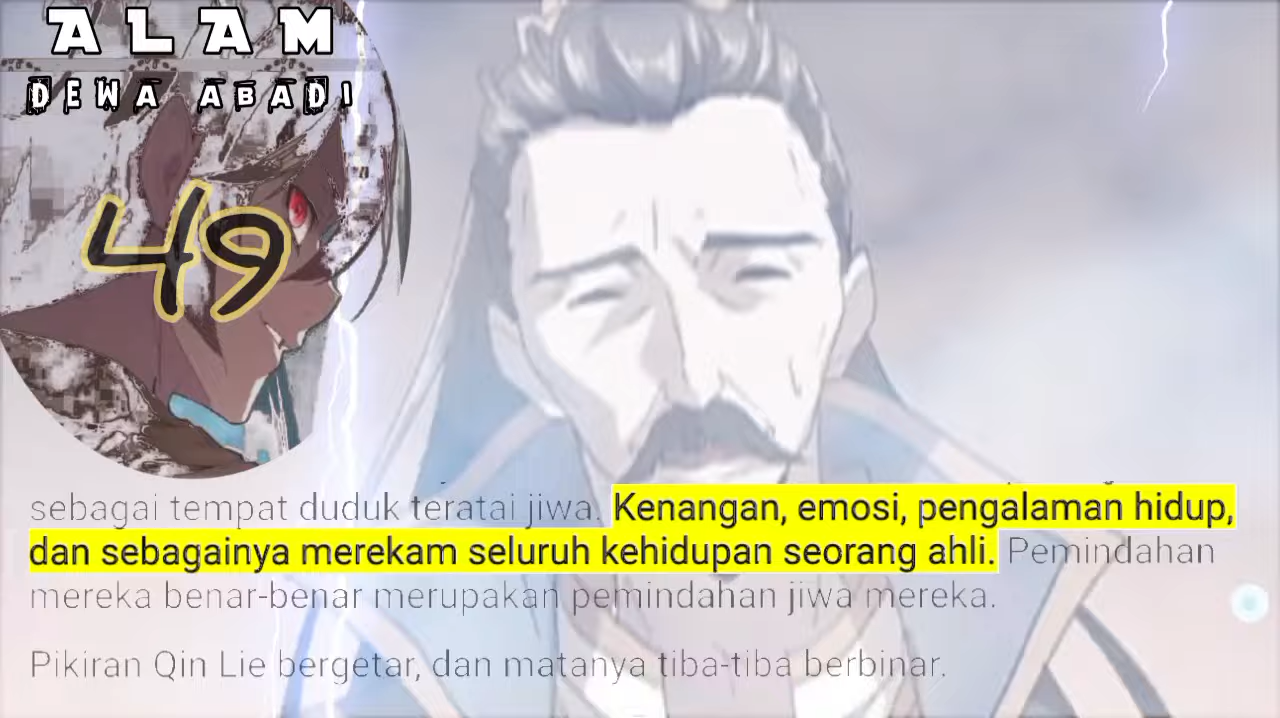 ALAM
DEWA ABADI
49
sebagai tempat duduk teratai jiwa. Kenangan, emosi, pengalaman hidup,
dan sebagainya merekam seluruh kehidupan seorang ahli. Pemindahan
mereka benar-benar merupakan pemindahan jiwa mereka.
Pikiran Qin Lie bergetar, dan matanya tiba-tiba berbinar.